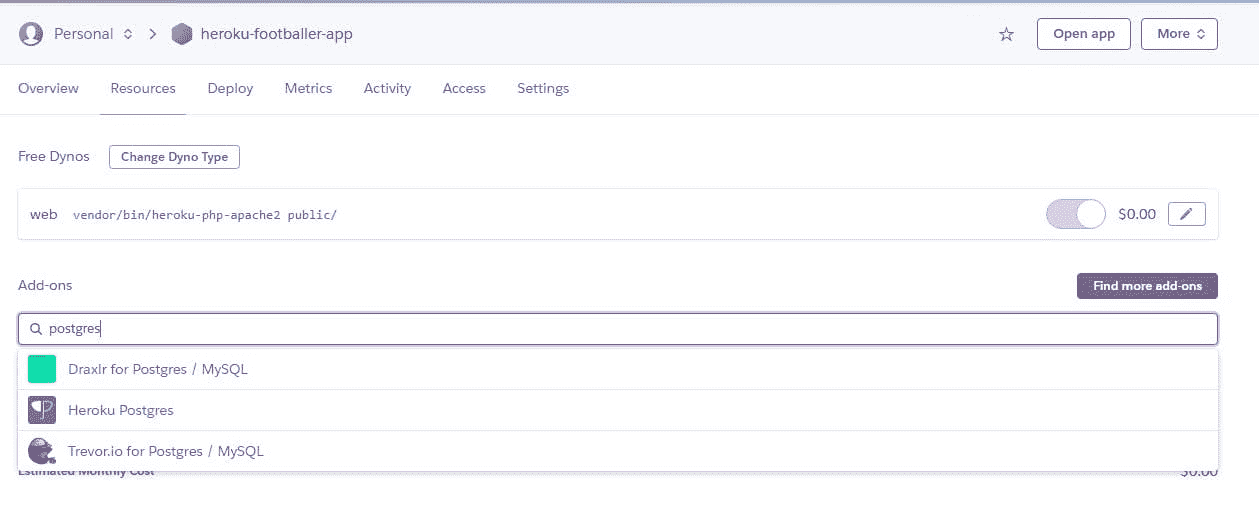 Personal heroku-footballer-app Open app More
Overview Resources Deploy Metrics Activity Access Settings
Free Dynos Change Dyno Type
web vendor/bin/heroku-php-apache2 public/ $0.00
Add-ons Find more add-ons
postgres
Draxlr for Postgres / MySQL
Heroku Postgres
Trevor.io for Postgres / MySQL
Estimated Monthly Cost $0.00